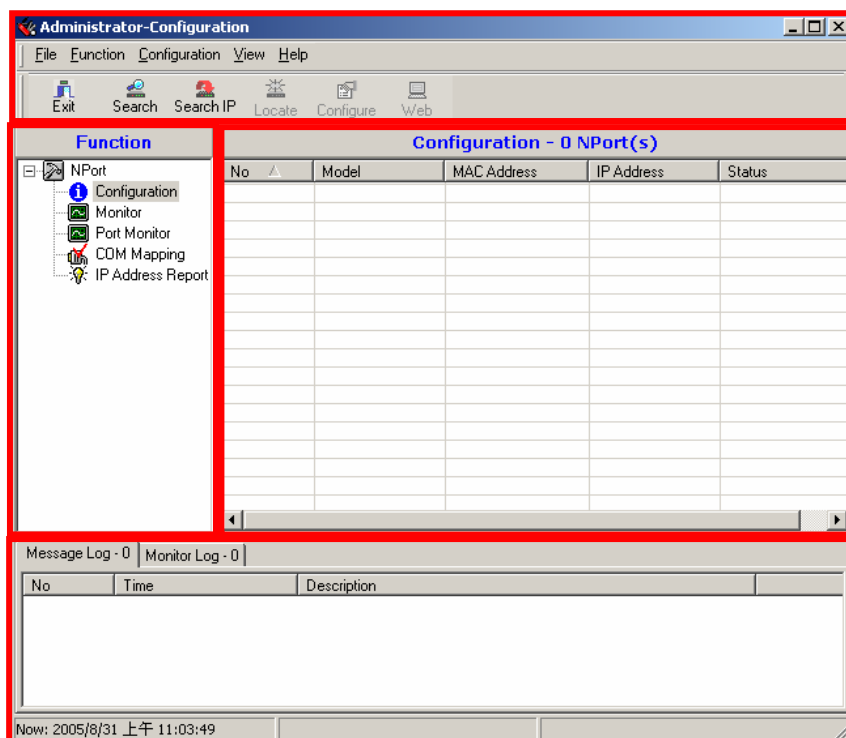 Administrator-Configuration
File Function Configuration View Help
Exit Search Search IP Locate Configure Web
Function
NPort
Configuration
Monitor
Port Monitor
COM Mapping
IP Address Report
Configuration - 0 NPort(s)
No Model MAC Address IP Address Status
Message Log - 0 Monitor Log - 0
No Time Description
Now: 2005/8/31 上午 11:03:49